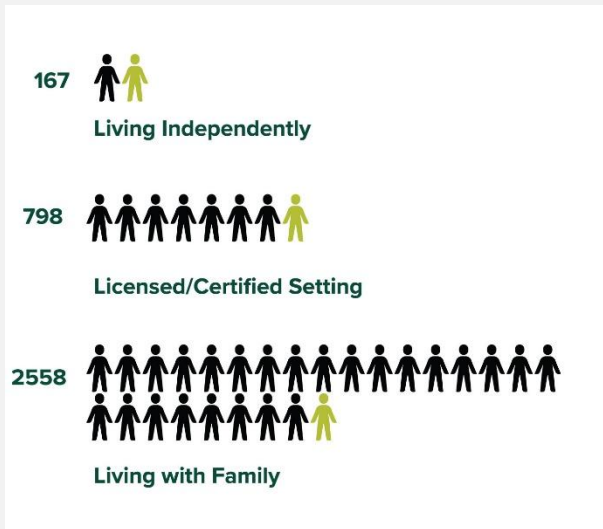 167
Living Independently
798
Licensed/Certified Setting
2558
Living with Family